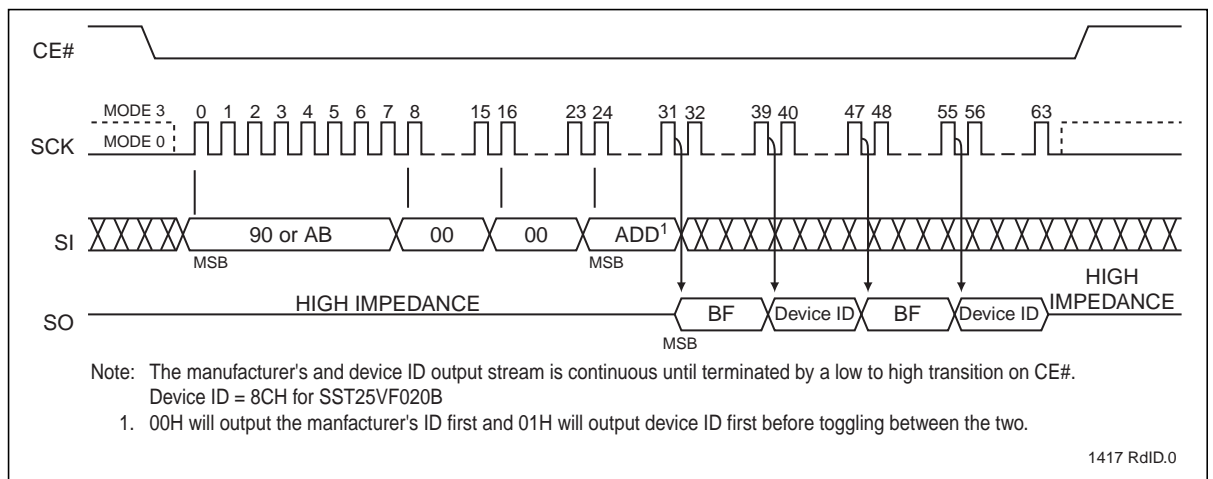 CE#
MODE 3
0 1 2 3 4 5 6 7 8 15 16 23 24 31 32 39 40 47 48 55 56 63
SCK
MODE 0
SI
90 or AB 00 00 ADD1
MSB MSB
HIGH IMPEDANCE
HIGH IMPEDANCE
SO
BF Device ID BF Device ID
MSB
Note: The manufacturer's and device ID output stream is continuous until terminated by a low to high transition on CE#.
Device ID = 8CH for SST25VF020B
1. 00H will output the manfacturer's ID first and 01H will output device ID first before toggling between the two.
1417 RdID.0